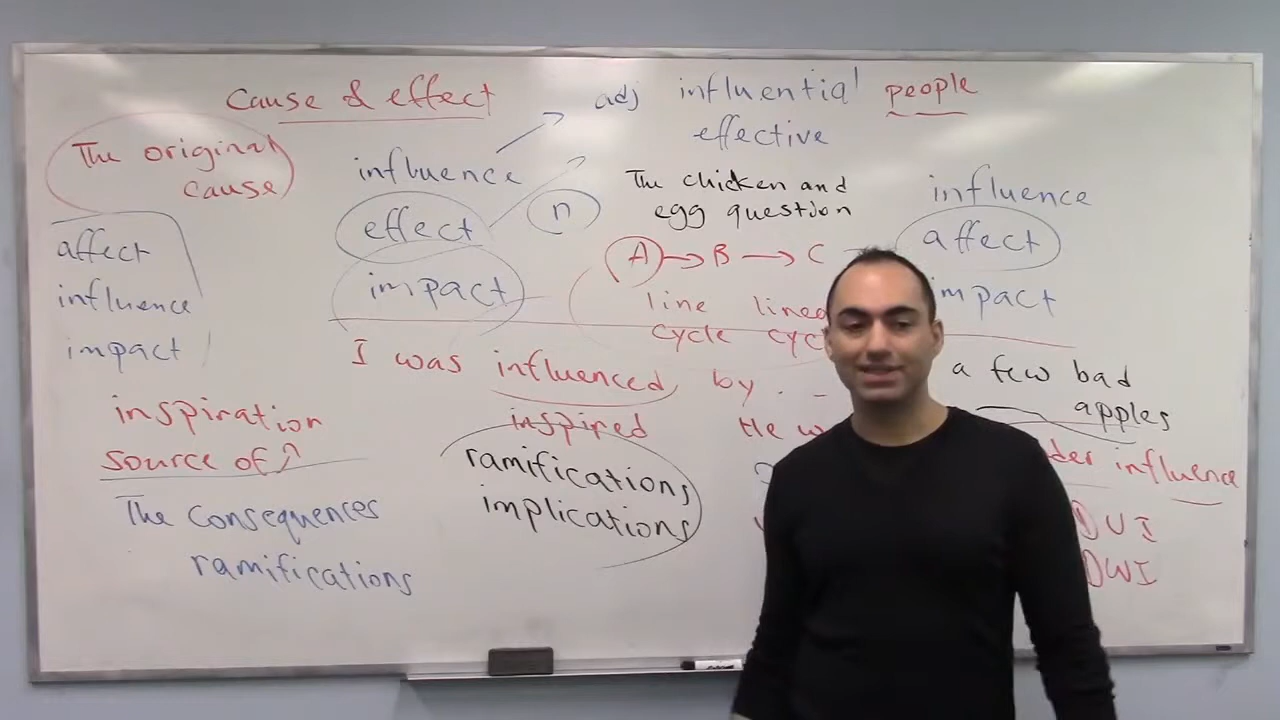 Cause & effect
adj influential people
effective
The original
cause
influence
effect
n
impact
The chicken and
egg question
A → B → C
line
cycle
influence
affect
impact
affect
influence
impact
I was influenced by . _
inspired
He
a few bad
apples
influence
DUI
DWI
inspiration
source of
ramifications
implications
The consequences
ramifications